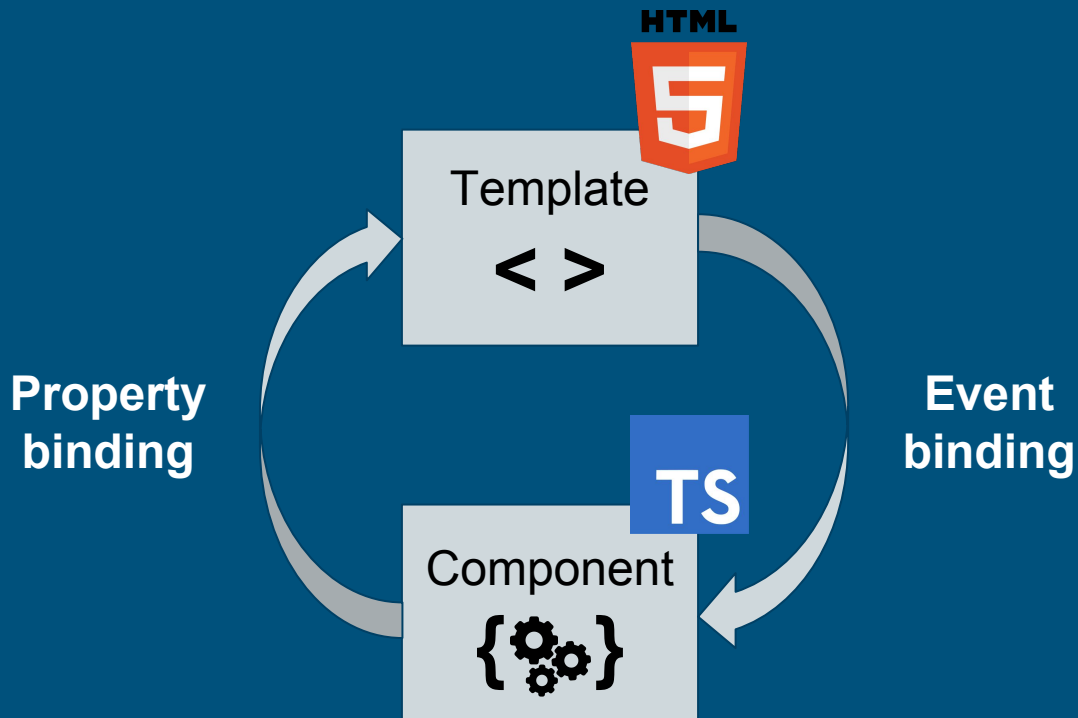 HTML
5
Template
< >
Property
binding
Event
binding
TS
Component
{ }